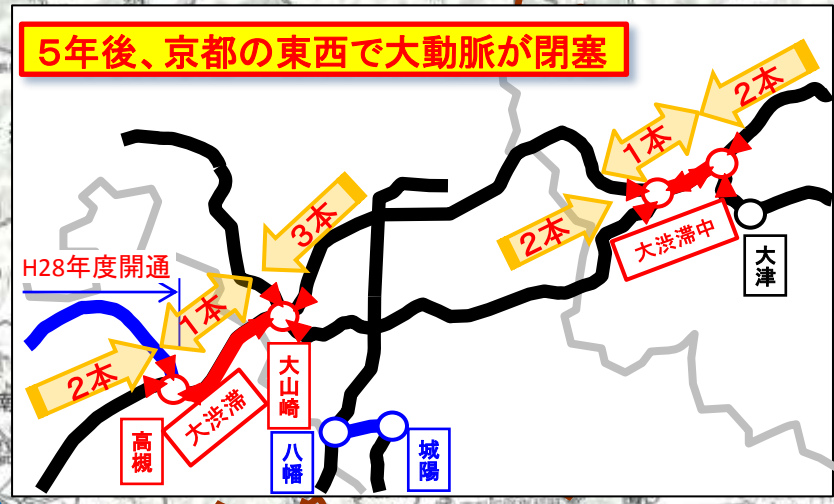 5年後、京都の東西で大動脈が閉塞
2本
1本
3本
2本
大渋滞中
大津
H28年度開通
1本
2本
大山崎
大渋滞
高槻
八幡
城陽